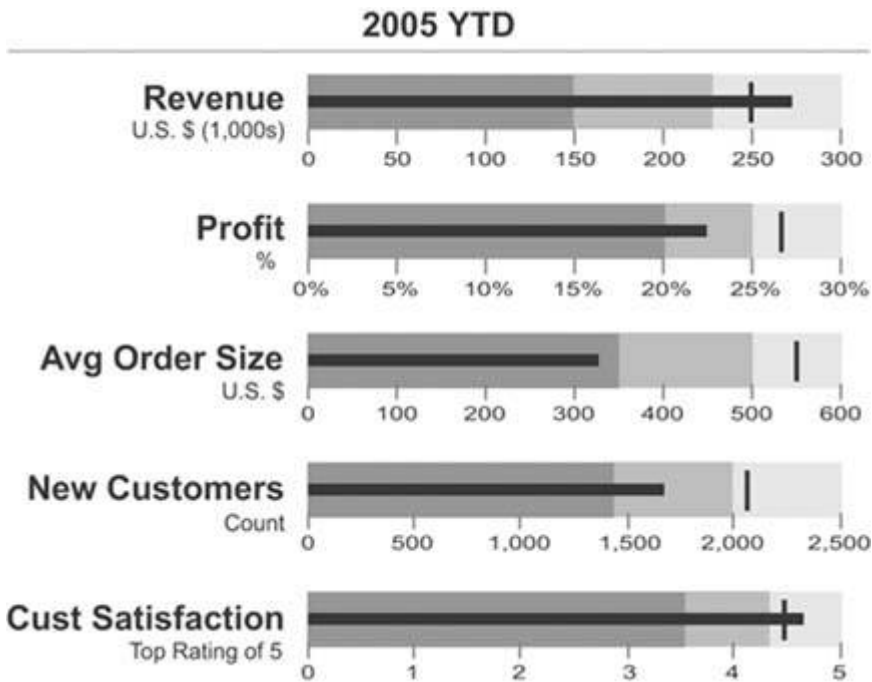 2005 YTD
Revenue
U.S. $ (1,000s)
0 50 100 150 200 250 300
Profit
%
0% 5% 10% 15% 20% 25% 30%
Avg Order Size
U.S. $
0 100 200 300 400 500 600
New Customers
Count
0 500 1,000 1,500 2,000 2,500
Cust Satisfaction
Top Rating of 5
0 1 2 3 4 5